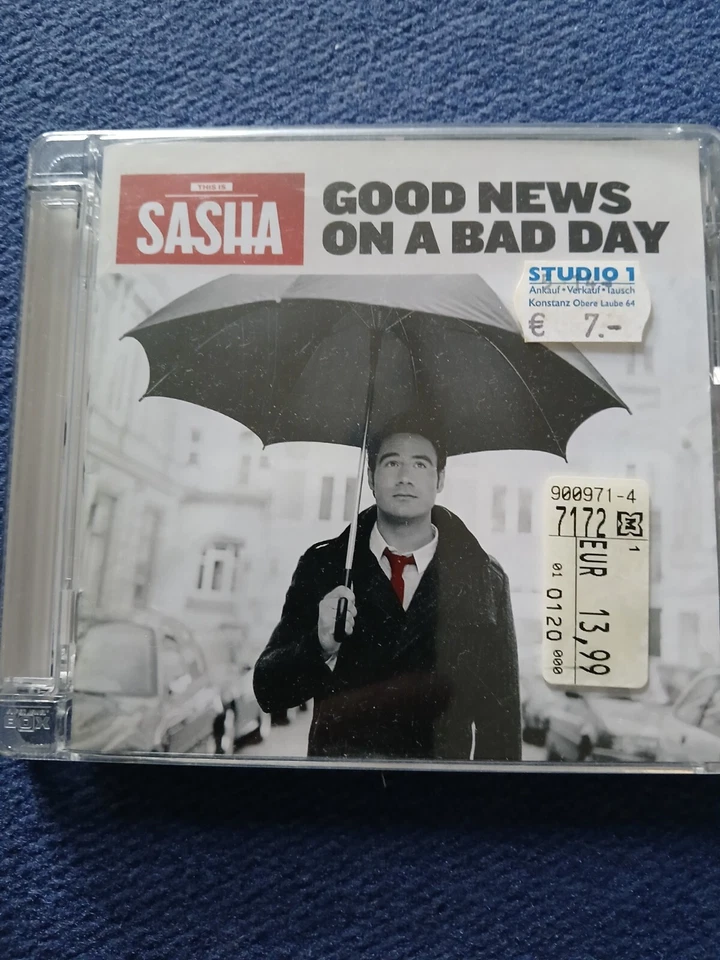 THIS IS
SASHA
GOOD NEWS
ON A BAD DAY
STUDIO 1
Ankauf • Verkauf • Tausch
Konstanz Obere Laube 64
€ 7.-
900971-4
7172
1
EUR 13,99
01 0120 000